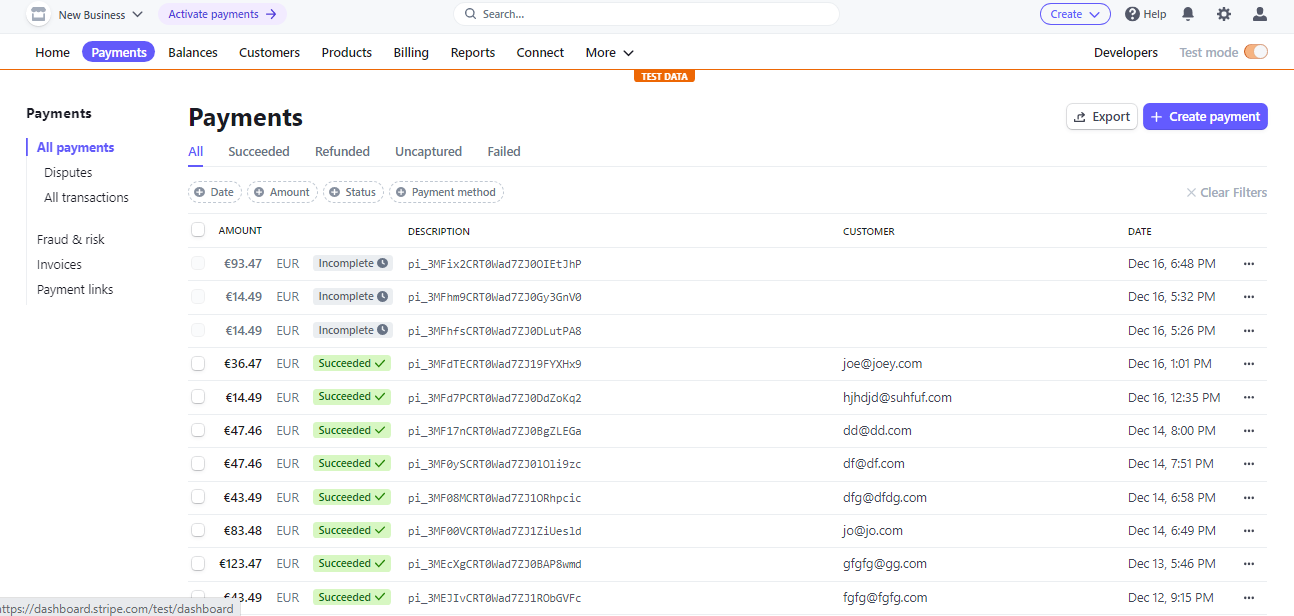 New Business Activate payments → Search... Create Help
Home Payments Balances Customers Products Billing Reports Connect More Developers Test mode
TEST DATA
Payments
All payments
Disputes
All transactions
Fraud & risk
Invoices
Payment links
Payments
Export + Create payment
All Succeeded Refunded Uncaptured Failed
Date Amount Status Payment method Clear Filters
AMOUNT DESCRIPTION CUSTOMER DATE
€93.47 EUR Incomplete pi_3MFix2CRT0Wad7ZJ0OIEtJhP Dec 16, 6:48 PM
€14.49 EUR Incomplete pi_3MFhm9CRT0Wad7ZJ0Gy3GnV0 Dec 16, 5:32 PM
€14.49 EUR Incomplete pi_3MFhfsCRT0Wad7ZJ0DLutPA8 Dec 16, 5:26 PM
€36.47 EUR Succeeded pi_3MFdTECRT0Wad7ZJ19FYXHx9 joe@joey.com Dec 16, 1:01 PM
€14.49 EUR Succeeded pi_3MFd7PCRT0Wad7ZJ0DdZoKq2 hjhdjd@suhfuf.com Dec 16, 12:35 PM
€47.46 EUR Succeeded pi_3MF17nCRT0Wad7ZJ0BgZLEGa dd@dd.com Dec 14, 8:00 PM
€47.46 EUR Succeeded pi_3MF0ySCRT0Wad7ZJ0lOli9zc df@df.com Dec 14, 7:51 PM
€43.49 EUR Succeeded pi_3MF08MCRT0Wad7ZJ1ORhpcic dfg@dfdg.com Dec 14, 6:58 PM
€83.48 EUR Succeeded pi_3MF00VCRT0Wad7ZJ1ZiUesld jo@jo.com Dec 14, 6:49 PM
€123.47 EUR Succeeded pi_3MEcXgCRT0Wad7ZJ0BAP8wmd gfgfg@gg.com Dec 13, 5:46 PM
€43.49 EUR Succeeded pi_3MEJIvCRT0Wad7ZJ1RObGVFc fgfg@fgfg.com Dec 12, 9:15 PM
https://dashboard.stripe.com/test/dashboard